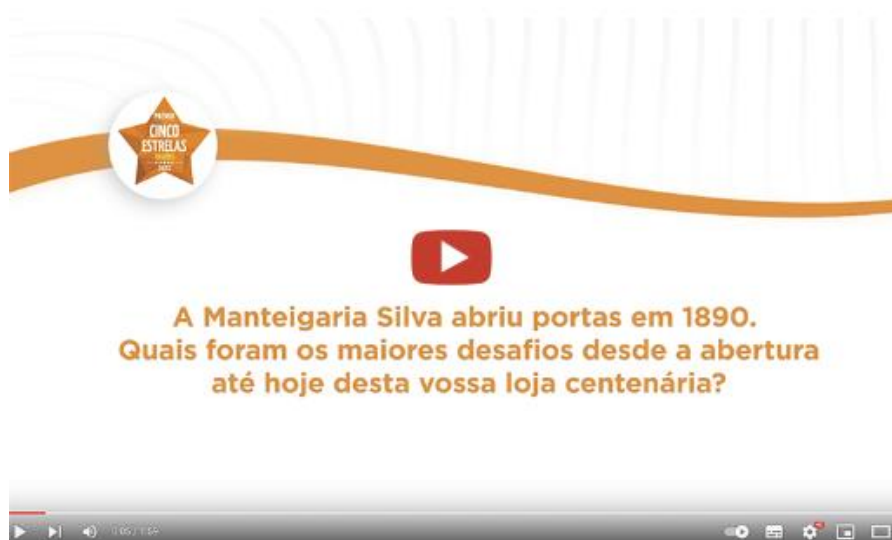 PRÉMIO
CINCO
ESTRELAS
A Manteigaria Silva abriu portas em 1890.
Quais foram os maiores desafios desde a abertura
até hoje desta vossa loja centenária?